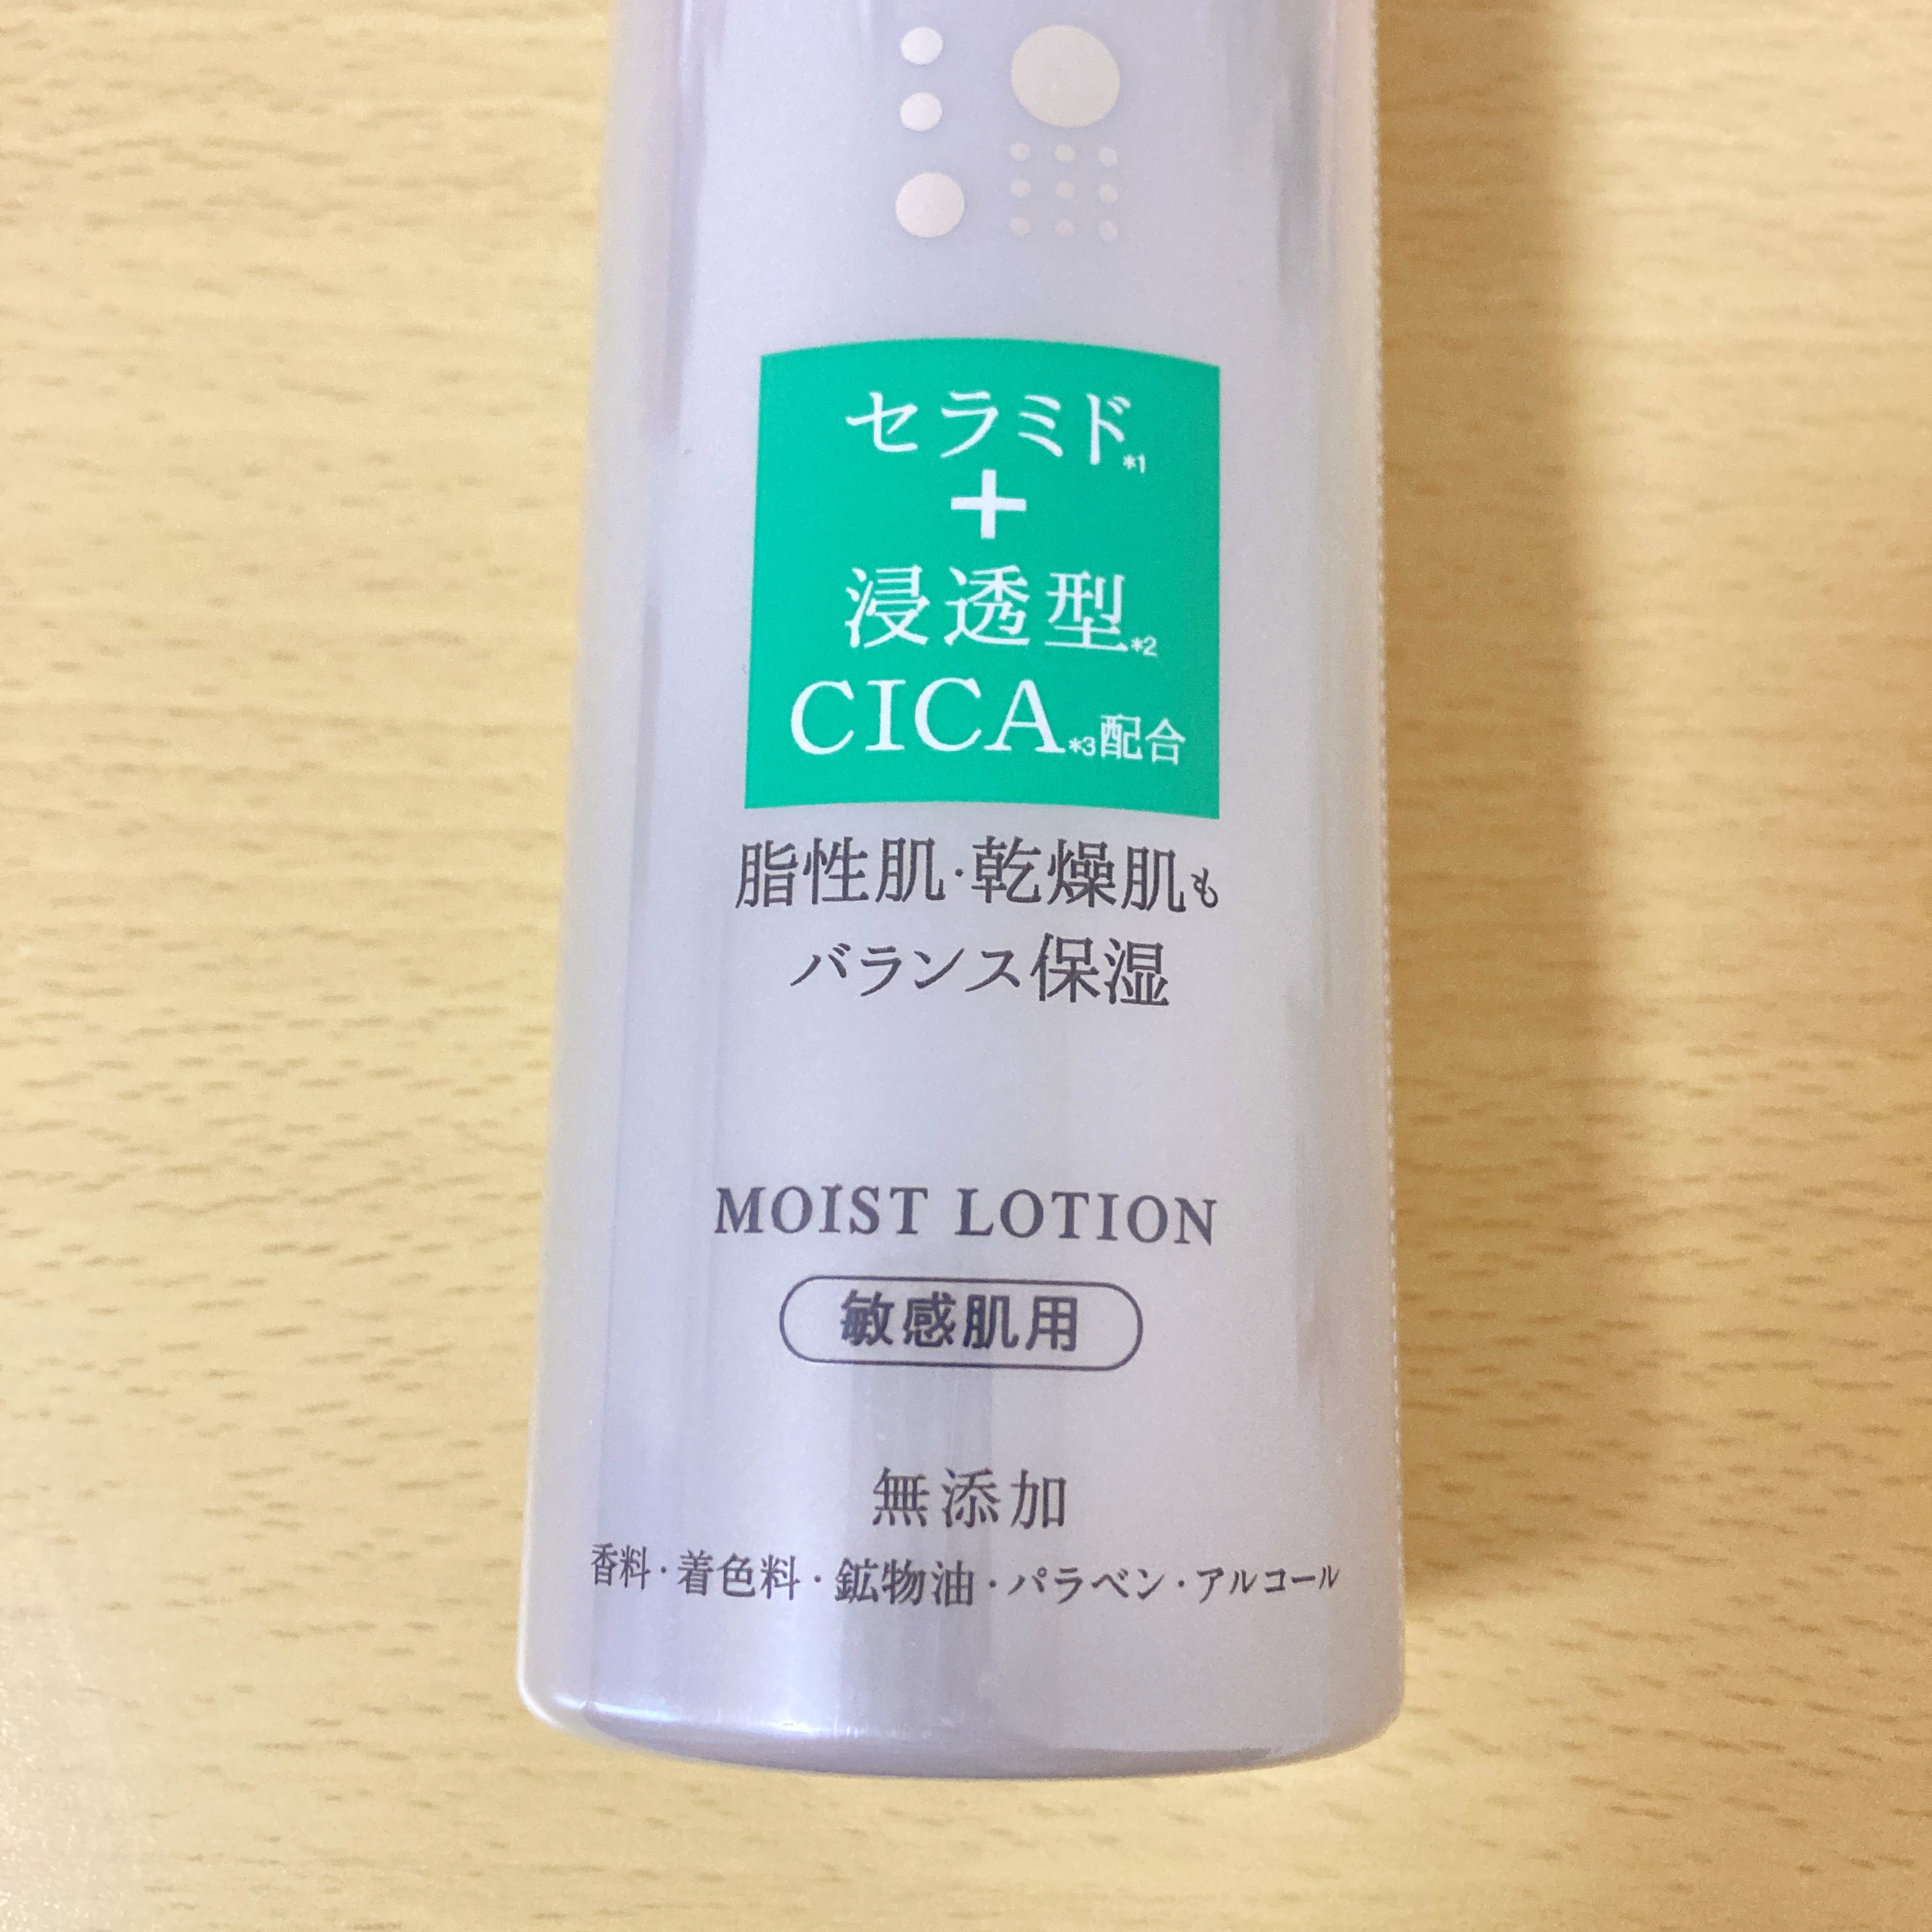 セラミド*1
+
浸透型*2
CICA*3配合
脂性肌・乾燥肌も
バランス保湿
MOIST LOTION
敏感肌用
無添加
香料・着色料・鉱物油・パラベン・アルコール